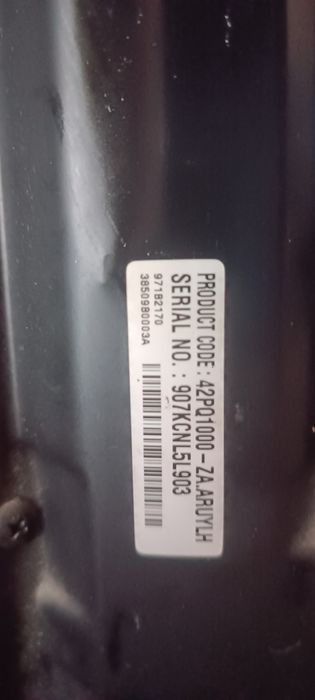 PRODUCT CODE : 42PQ1000-ZA.ARUYLH
SERIAL NO. : 907KCNL5L903
971B2170
3850980003A